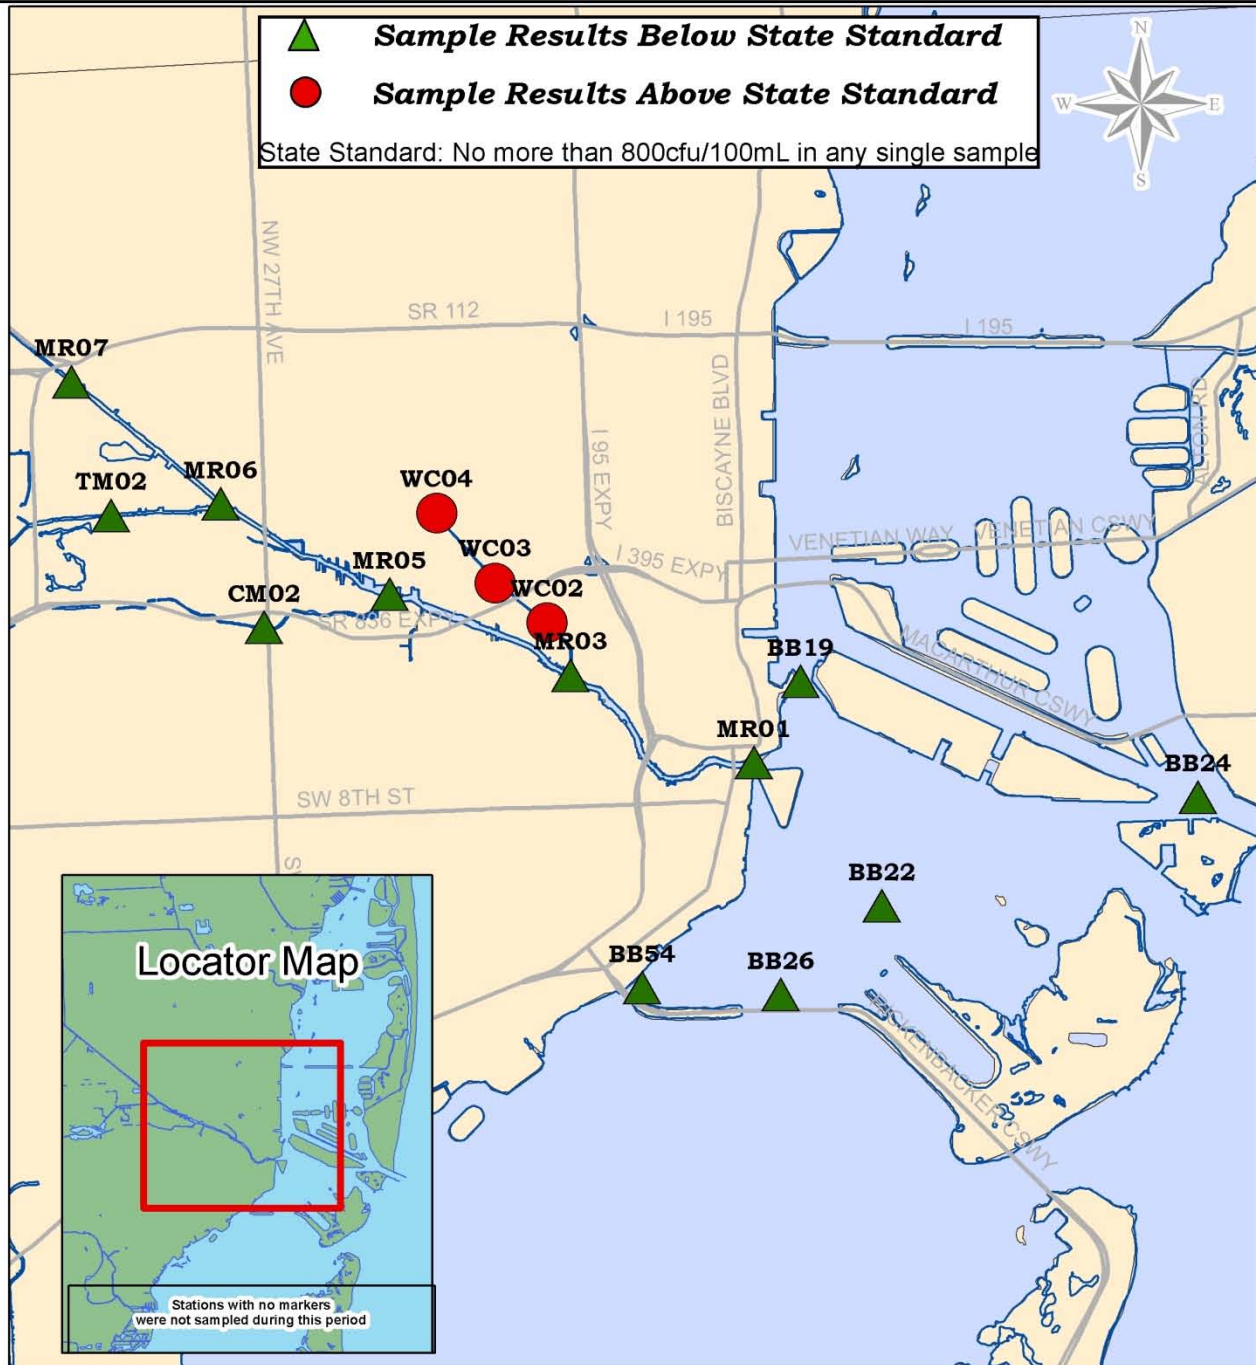 Sample Results Below State Standard
Sample Results Above State Standard
State Standard: No more than 800cfu/100mL in any single sample
N
W
E
S
NW 27TH AVE
SR 112
I 195
I 195
MR07
BISCAYNE BLVD
ALTON RD
I 95 EXPY
TM02
MR06
WC04
VENETIAN WAY
VENETIAN CSWY
WC03
MR05
I 395 EXPY
WC02
CM02
SR 836 EXPY
MR03
BB19
MACARTHUR CSWY
MR01
BB24
SW 8TH ST
BB22
BB54
BB26
RICKENBACKER CSWY
Locator Map
Stations with no markers
were not sampled during this period